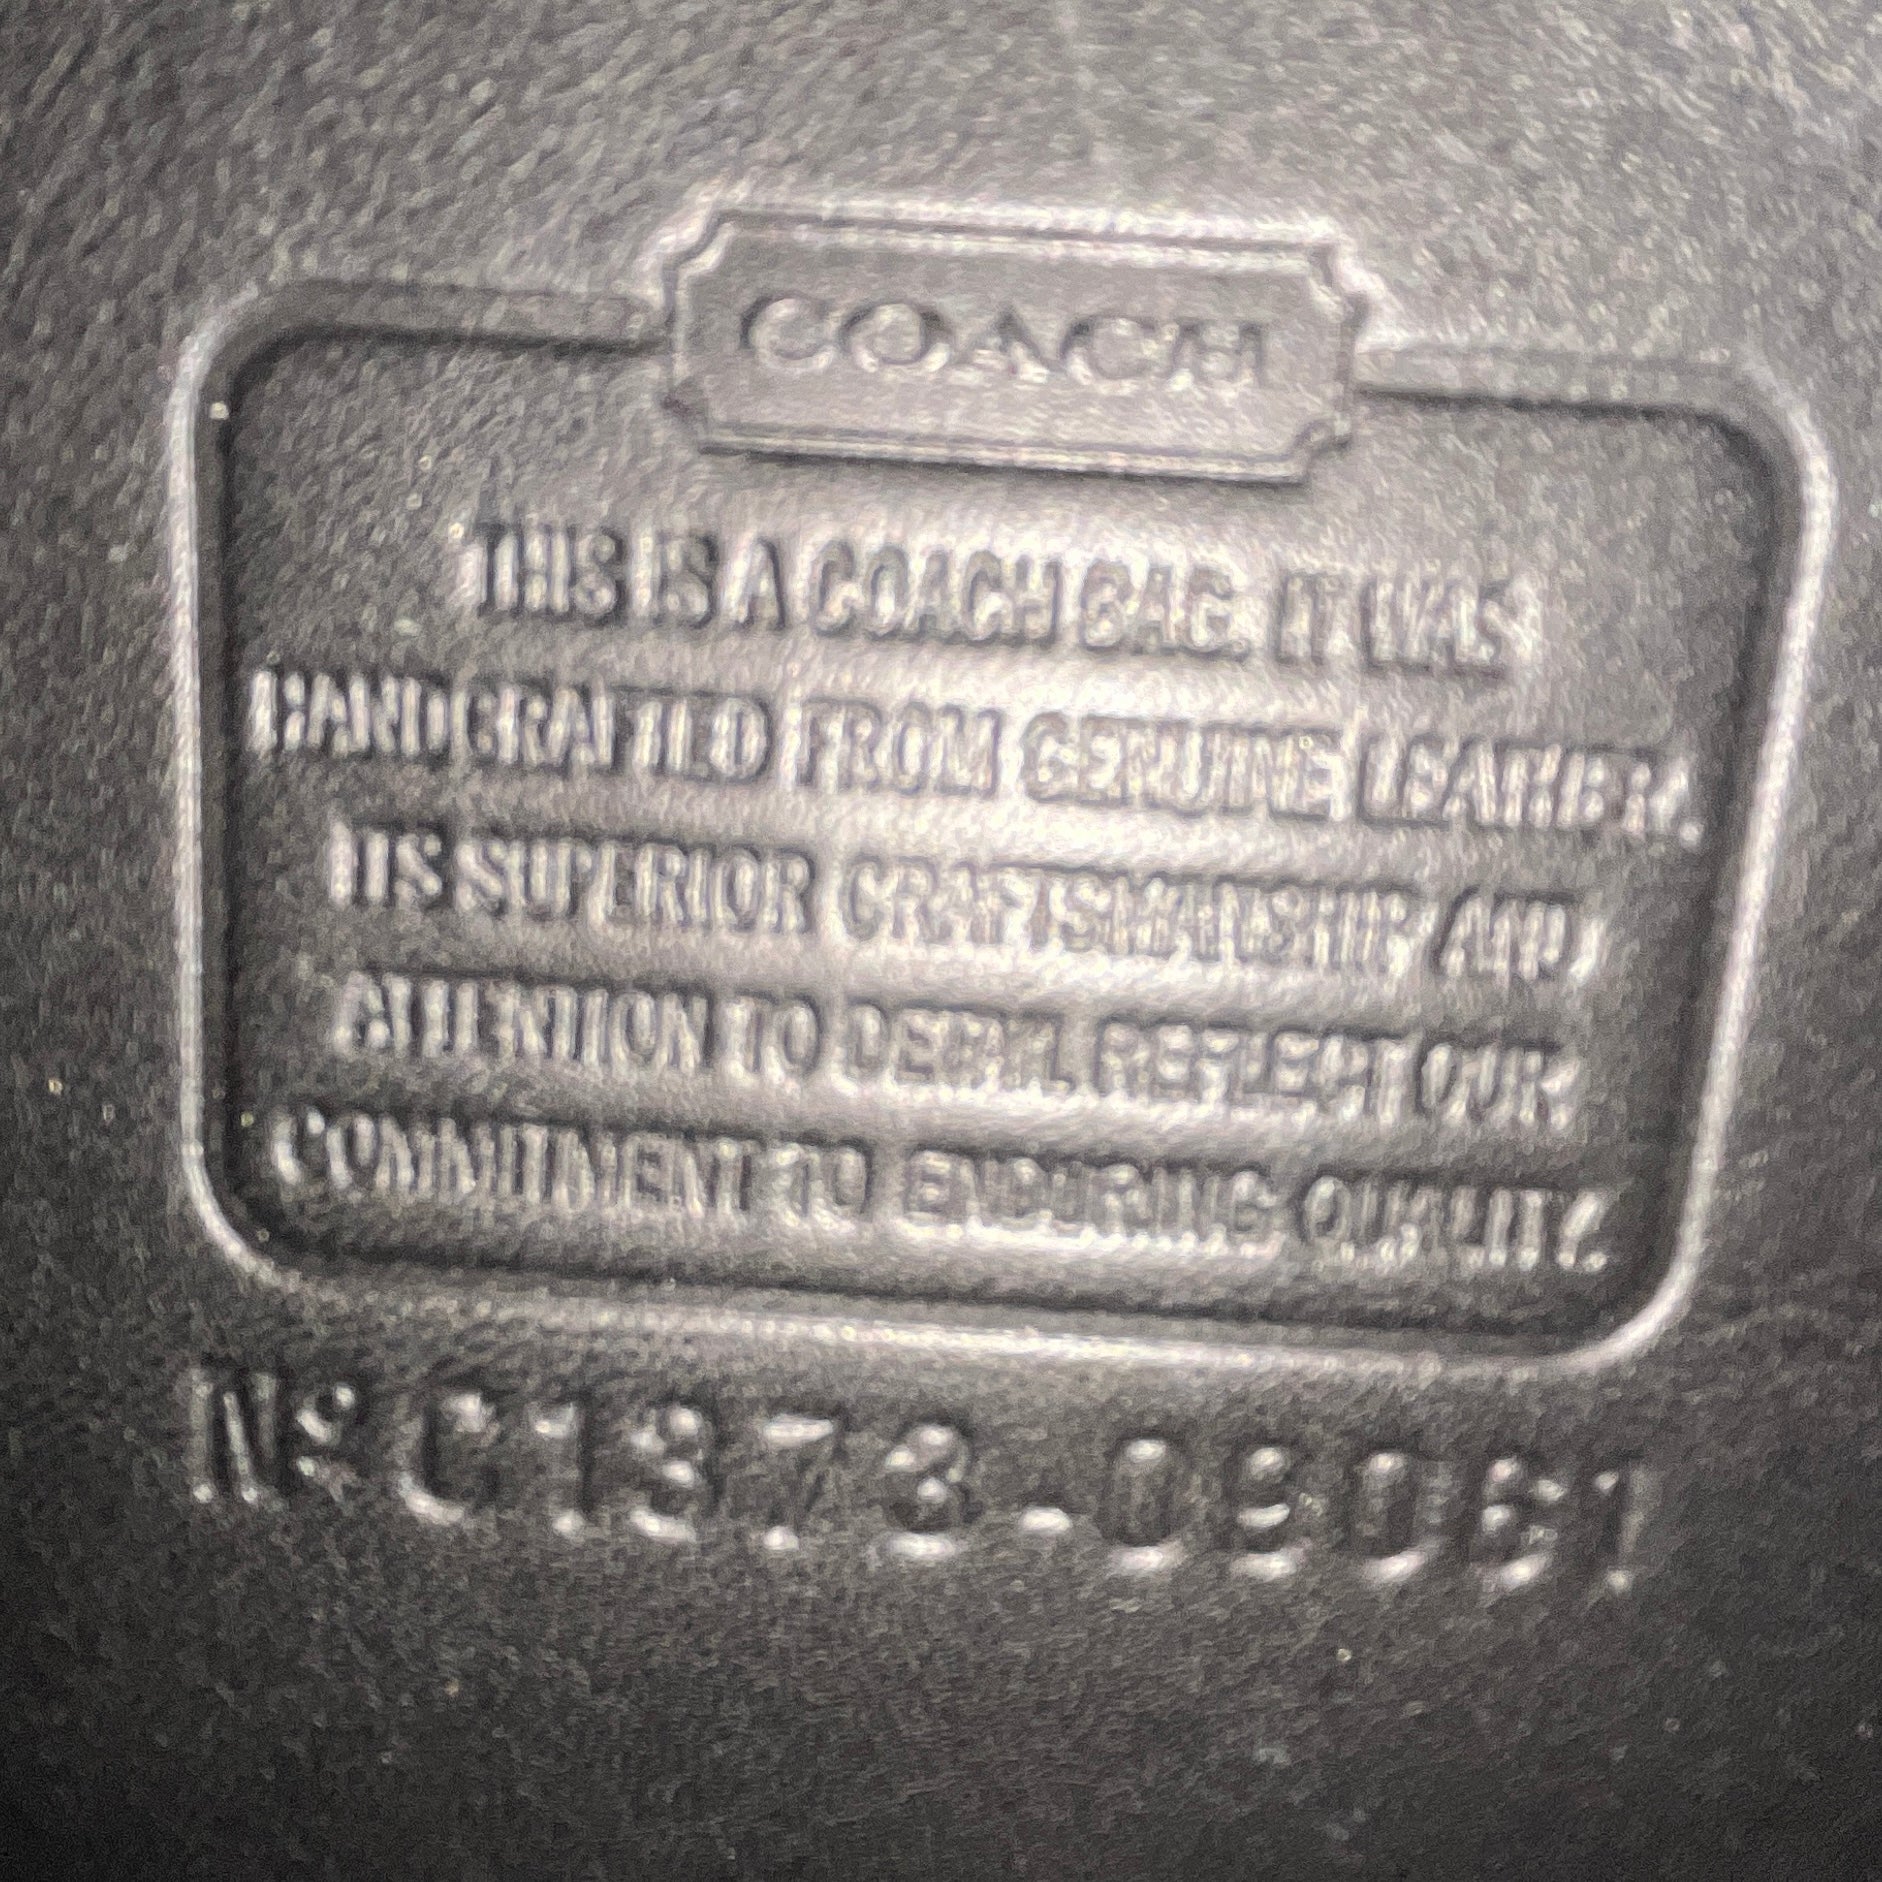 COACH
THIS IS A COACH BAG. IT WAS
HANDCRAFTED FROM GENUINE LEATHER.
ITS SUPERIOR CRAFTSMANSHIP AND
ATTENTION TO DETAIL REFLECT OUR
COMMITMENT TO ENDURING QUALITY.
Nº